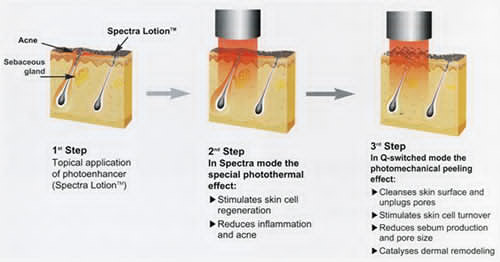 Acne
Spectra Lotion™
Sebaceous
gland
1st Step
Topical application
of photoenhancer
(Spectra Lotion™)
2nd Step
In Spectra mode the
special photothermal
effect:
▶ Stimulates skin cell
regeneration
▶ Reduces inflammation
and acne
3rd Step
In Q-switched mode the
photomechanical peeling
effect:
▶ Cleanses skin surface and
unplugs pores
▶ Stimulates skin cell turnover
▶ Reduces sebum production
and pore size
▶ Catalyses dermal remodeling